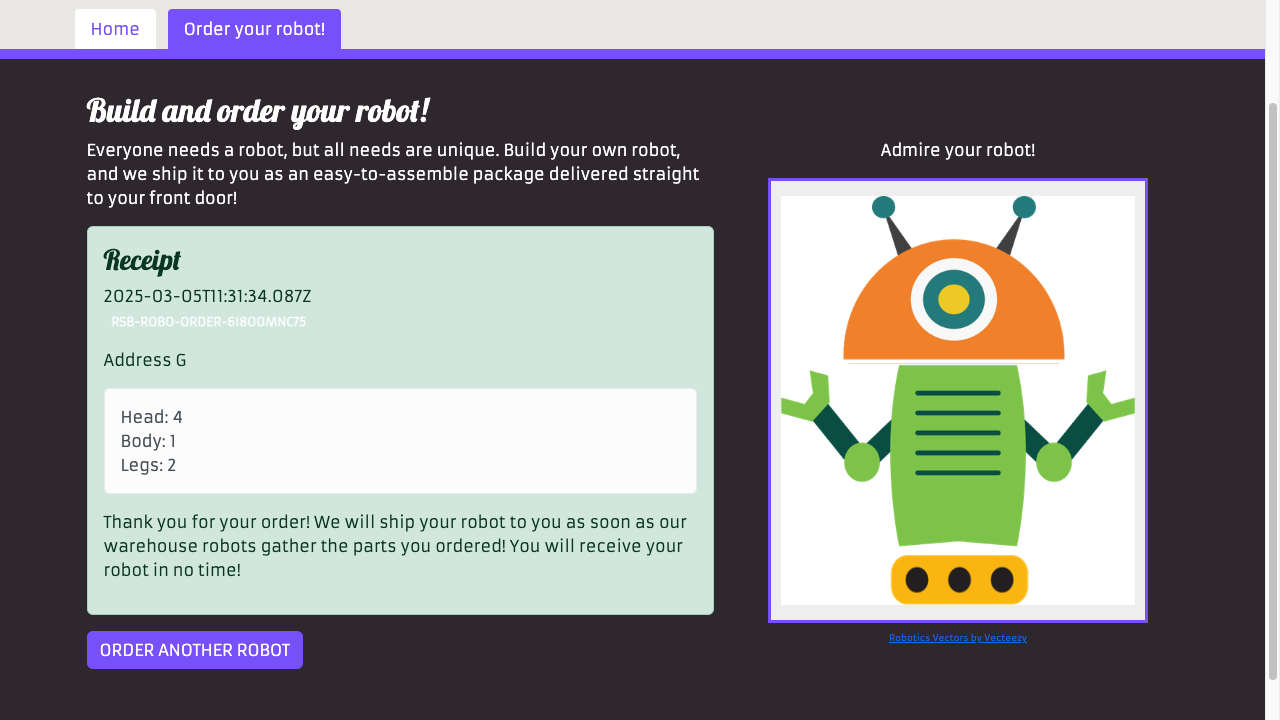 Home
Order your robot!
Build and order your robot!
Everyone needs a robot, but all needs are unique. Build your own robot,
and we ship it to you as an easy-to-assemble package delivered straight
to your front door!
Receipt
2025-03-05T11:31:34.087Z
RSB-ROBO-ORDER-6I8OOMNC75
Address G
Head: 4
Body: 1
Legs: 2
Thank you for your order! We will ship your robot to you as soon as our
warehouse robots gather the parts you ordered! You will receive your
robot in no time!
ORDER ANOTHER ROBOT
Admire your robot!
Robotics Vectors by Vecteezy